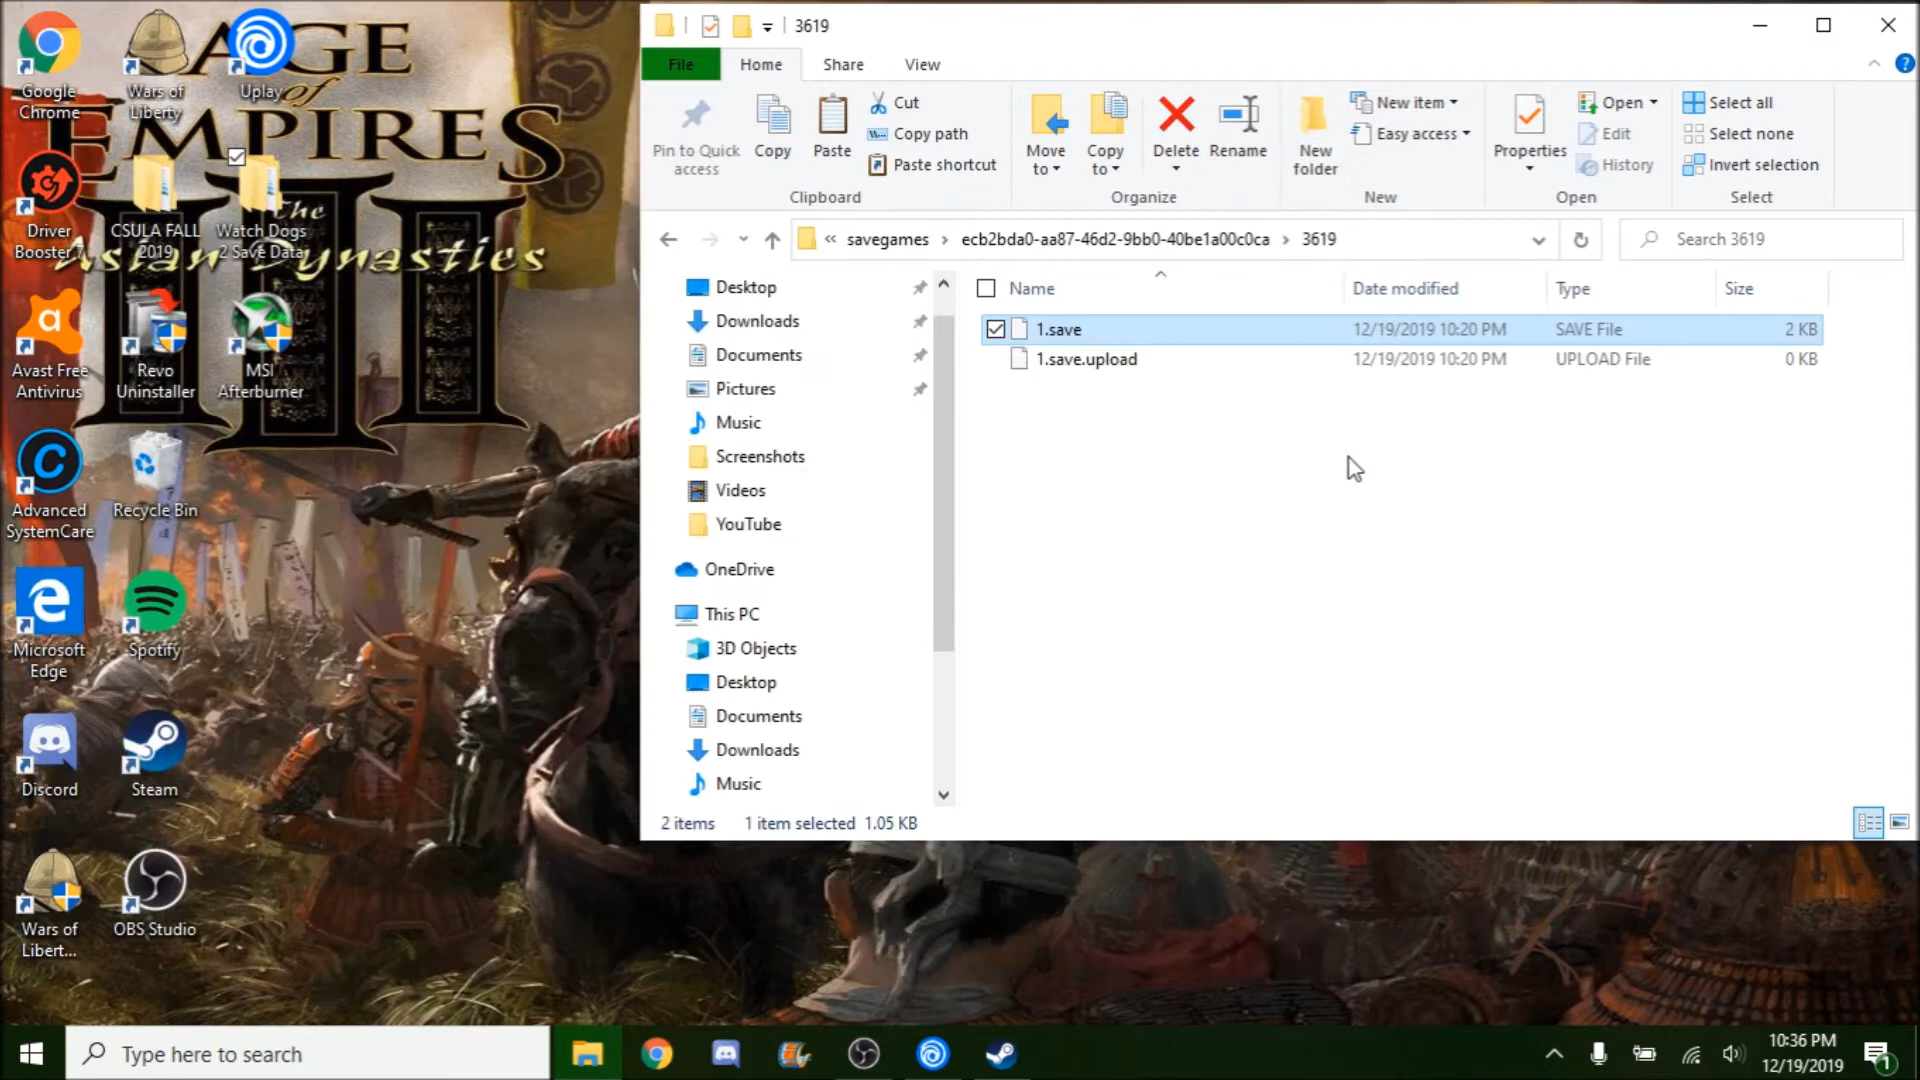 AGE
of
EMPIRES
III
The
Asian Dynasties
Google
Chrome
Wars of
Liberty
Uplay
Driver
Booster 7
CSULA FALL
2019
Watch Dogs
2 Save Data
Avast Free
Antivirus
Revo
Uninstaller
MSI
Afterburner
Advanced
SystemCare
Recycle Bin
Microsoft
Edge
Spotify
Discord
Steam
Wars of
Libert...
OBS Studio
3619
File
Home
Share
View
Pin to Quick
access
Copy
Paste
Cut
Copy path
Paste shortcut
Clipboard
Move
to
Copy
to
Delete
Rename
Organize
New
folder
New item
Easy access
New
Properties
Open
Edit
History
Open
Select all
Select none
Invert selection
Select
« savegames › ecb2bda0-aa87-46d2-9bb0-40be1a00c0ca › 3619
Search 3619
Desktop
Downloads
Documents
Pictures
Music
Screenshots
Videos
YouTube
OneDrive
This PC
3D Objects
Desktop
Documents
Downloads
Music
Name Date modified Type Size
1.save 12/19/2019 10:20 PM SAVE File 2 KB
1.save.upload 12/19/2019 10:20 PM UPLOAD File 0 KB
2 items 1 item selected 1.05 KB
Type here to search
10:36 PM
12/19/2019
1